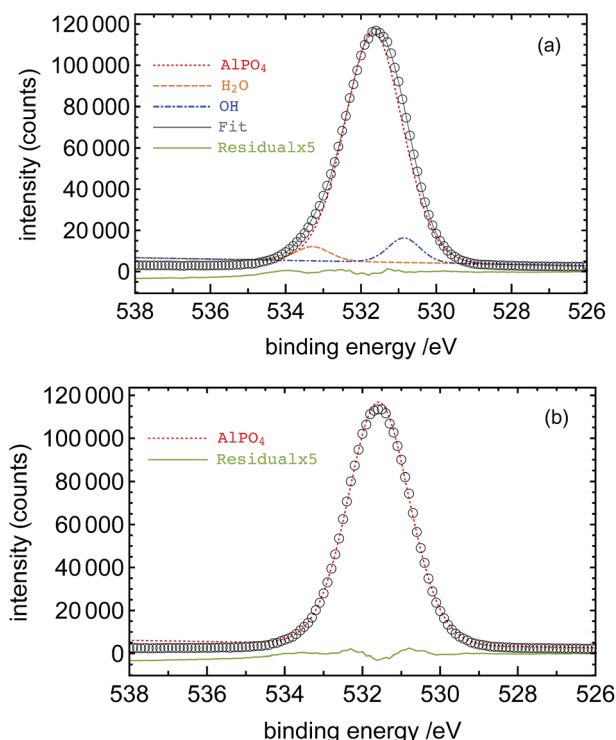 (a)
intensity (counts)
120 000
100 000
80 000
60 000
40 000
20 000
0
AlPO₄
H₂O
OH
Fit
Residualx5
538 536 534 532 530 528 526
binding energy /eV
(b)
intensity (counts)
120 000
100 000
80 000
60 000
40 000
20 000
0
AlPO₄
Residualx5
538 536 534 532 530 528 526
binding energy /eV